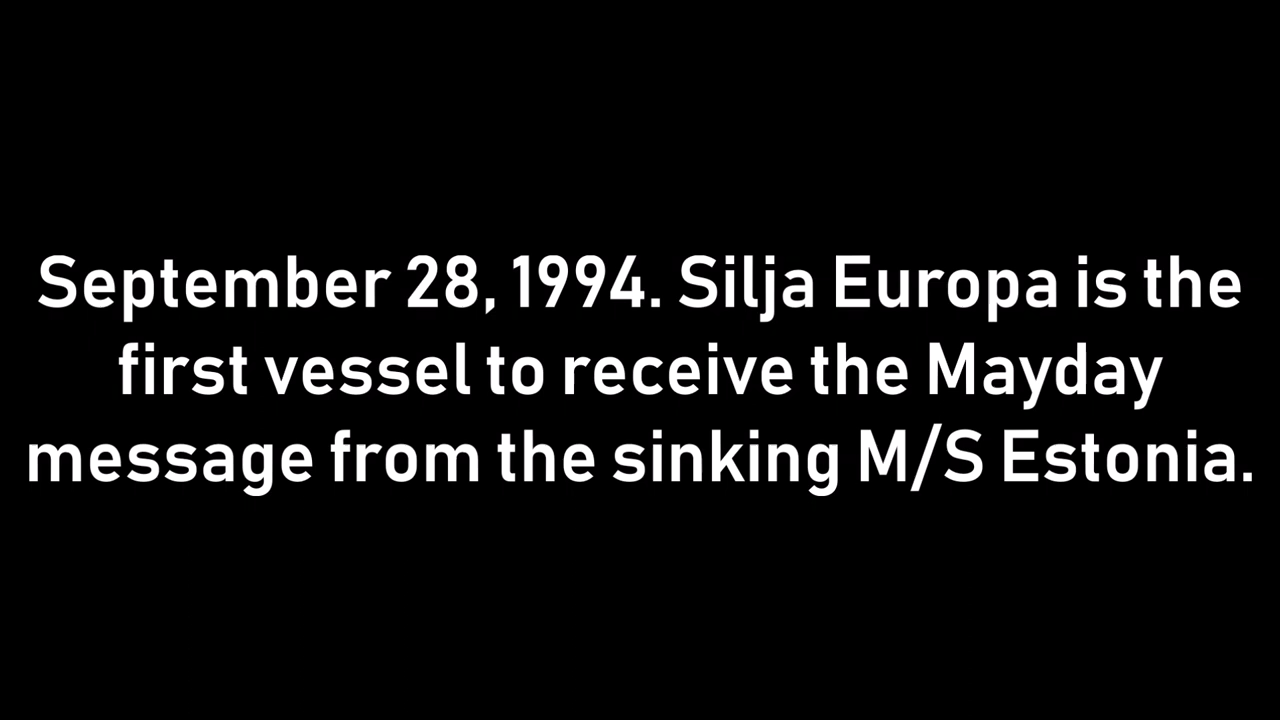 September 28, 1994. Silja Europa is the
first vessel to receive the Mayday
message from the sinking M/S Estonia.